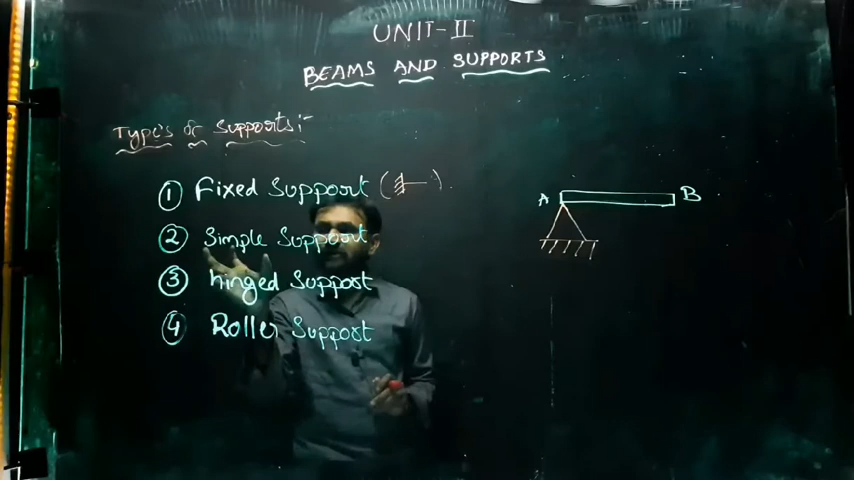 UNIT-II
BEAMS AND SUPPORTS
Type's of Supports:-
① Fixed Support ( )
② Simple Support
③ hinged Support
④ Roller Support
A B